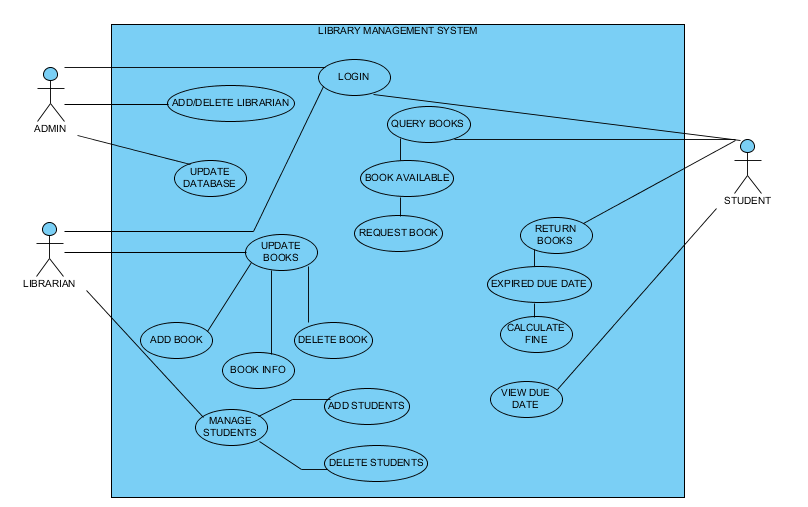 LIBRARY MANAGEMENT SYSTEM
LOGIN
ADD/DELETE LIBRARIAN
ADMIN
QUERY BOOKS
UPDATE
DATABASE
BOOK AVAILABLE
STUDENT
REQUEST BOOK
RETURN
BOOKS
UPDATE
BOOKS
LIBRARIAN
EXPIRED DUE DATE
CALCULATE
FINE
ADD BOOK
DELETE BOOK
BOOK INFO
VIEW DUE
DATE
ADD STUDENTS
MANAGE
STUDENTS
DELETE STUDENTS